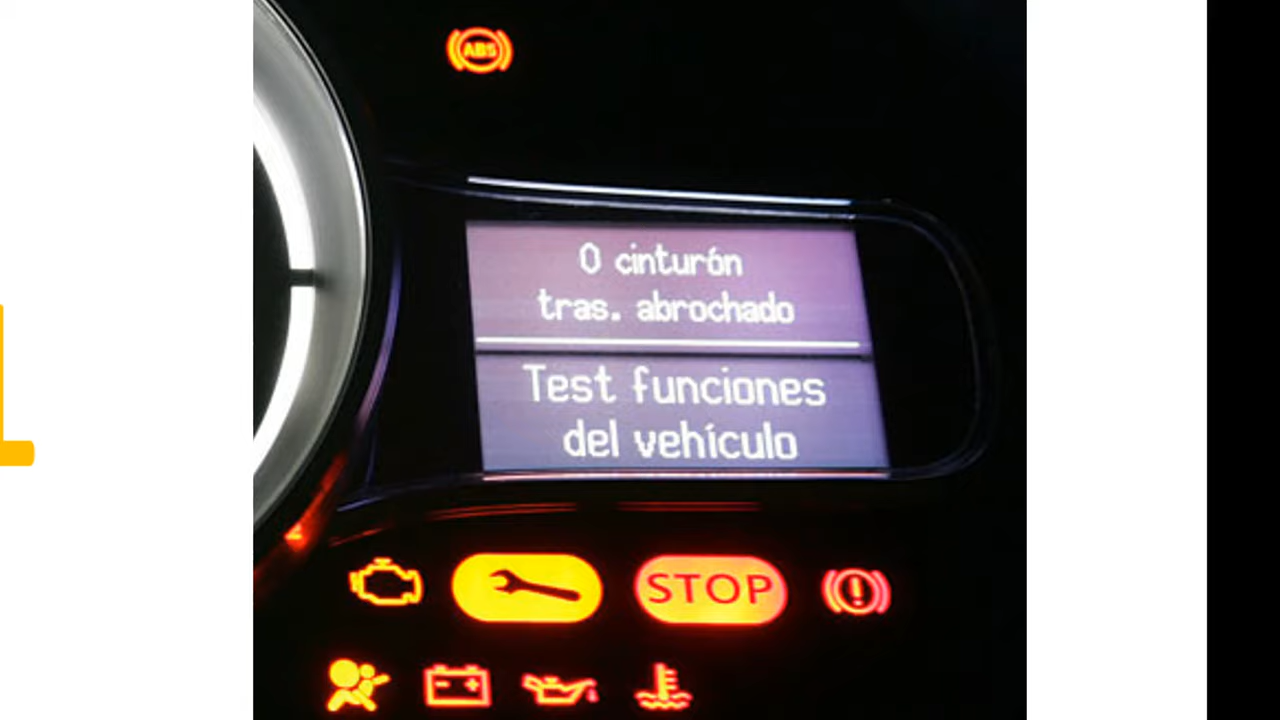 ABS
0 cinturón
tras. abrochado
Test funciones
del vehículo
STOP